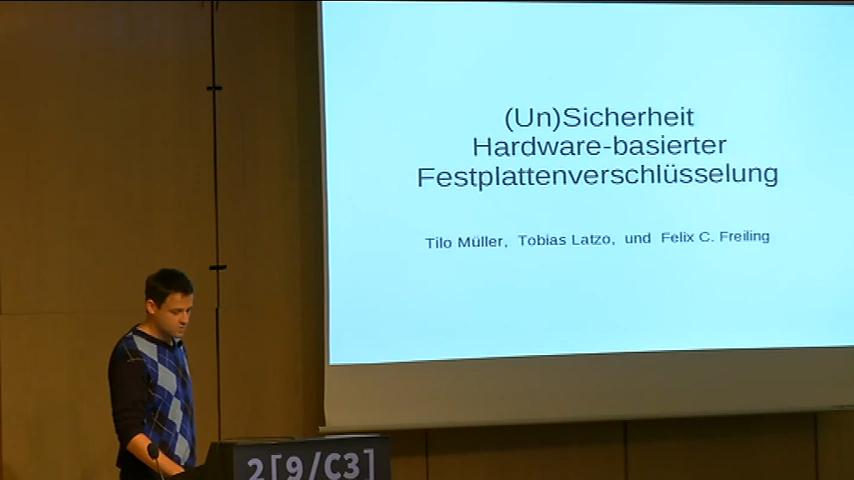 (Un)Sicherheit
Hardware-basierter
Festplattenverschlüsselung
Tilo Müller, Tobias Latzo, und Felix C. Freiling
2[9/C3]